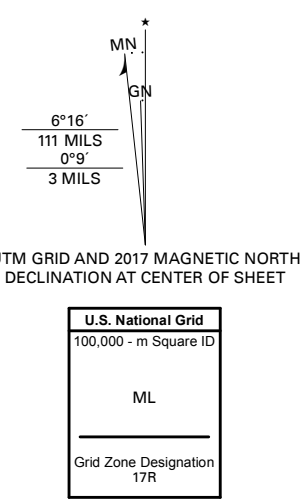 MN
GN
6°16´
111 MILS
0°9´
3 MILS
UTM GRID AND 2017 MAGNETIC NORTH
DECLINATION AT CENTER OF SHEET
U.S. National Grid
100,000 - m Square ID
ML
Grid Zone Designation
17R